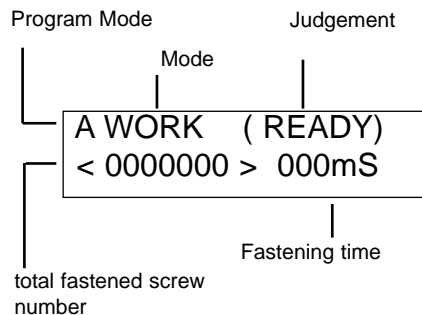 Program Mode
Judgement
Mode
A WORK ( READY)
< 0000000 > 000mS
Fastening time
total fastened screw
number